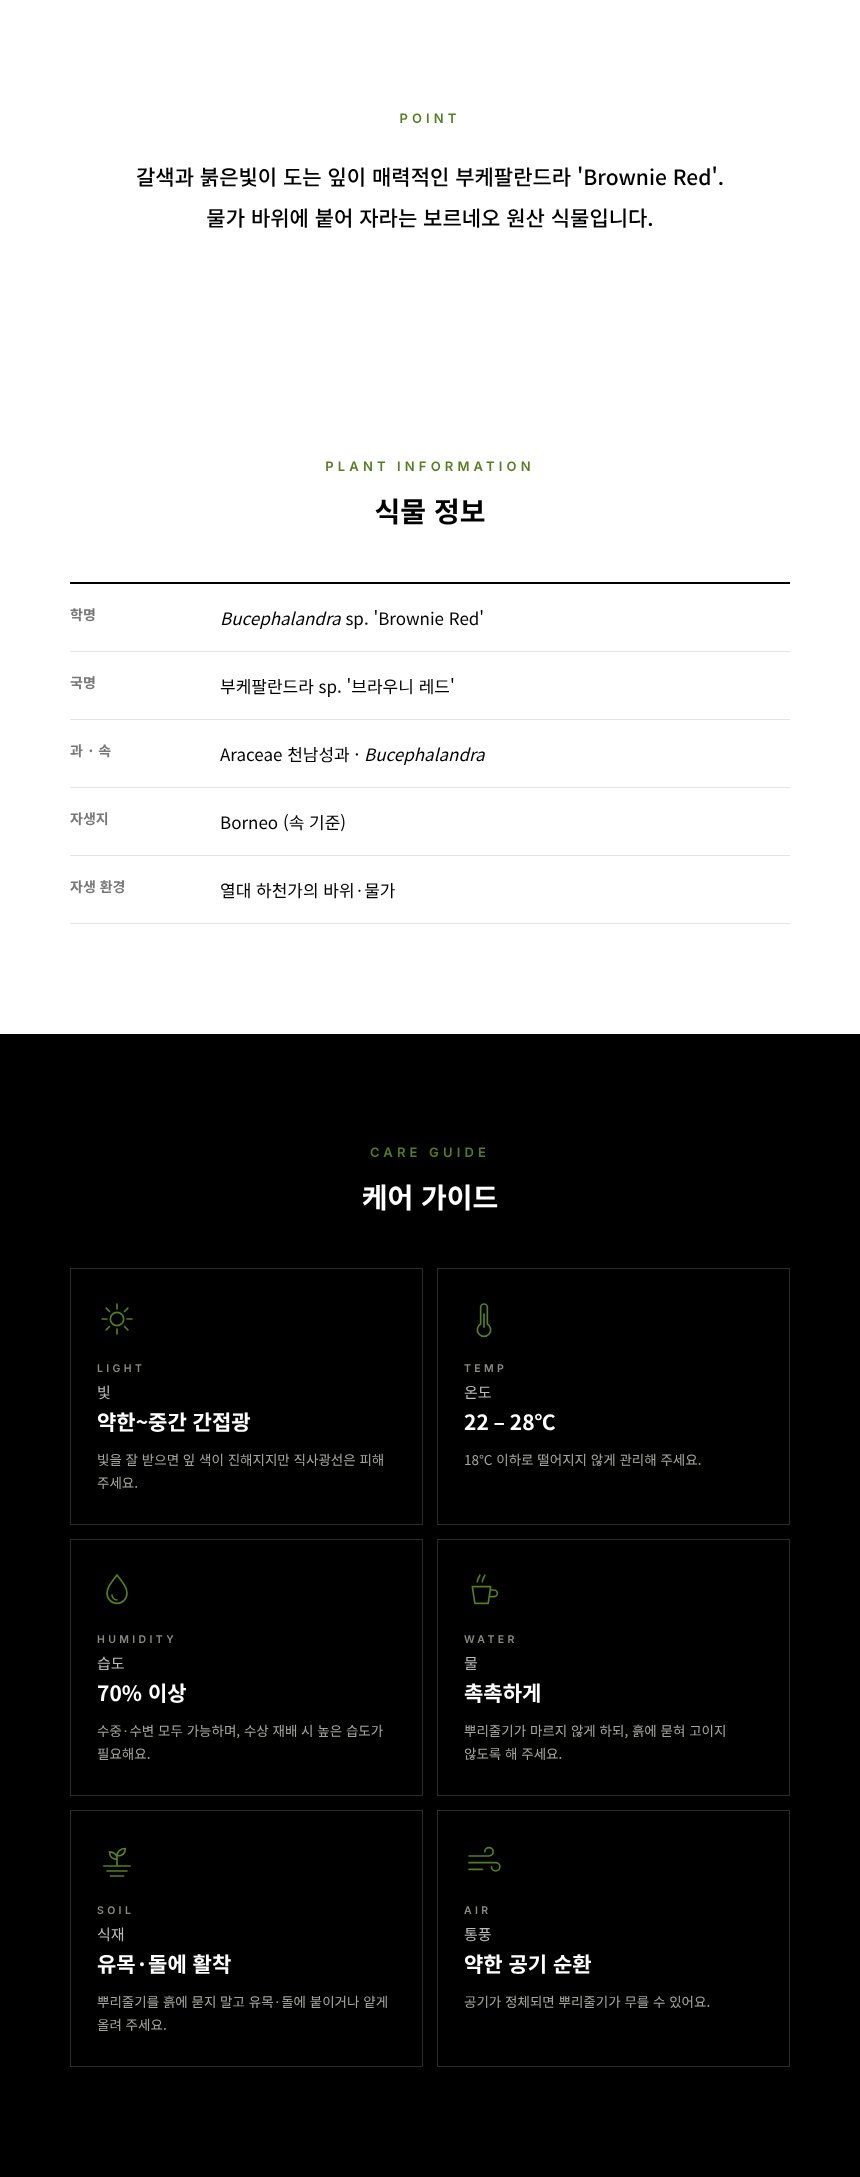 POINT
갈색과 붉은빛이 도는 잎이 매력적인 부케팔란드라 'Brownie Red'.
물가 바위에 붙어 자라는 보르네오 원산 식물입니다.
PLANT INFORMATION
식물 정보
학명 Bucephalandra sp. 'Brownie Red'
국명 부케팔란드라 sp. '브라우니 레드'
과 · 속 Araceae 천남성과 · Bucephalandra
자생지 Borneo (속 기준)
자생 환경 열대 하천가의 바위·물가
CARE GUIDE
케어 가이드
LIGHT
빛
약한~중간 간접광
빛을 잘 받으면 잎 색이 진해지지만 직사광선은 피해
주세요.
TEMP
온도
22 – 28℃
18℃ 이하로 떨어지지 않게 관리해 주세요.
HUMIDITY
습도
70% 이상
수중·수변 모두 가능하며, 수상 재배 시 높은 습도가
필요해요.
WATER
물
촉촉하게
뿌리줄기가 마르지 않게 하되, 흙에 묻혀 고이지
않도록 해 주세요.
SOIL
식재
유목·돌에 활착
뿌리줄기를 흙에 묻지 말고 유목·돌에 붙이거나 얕게
올려 주세요.
AIR
통풍
약한 공기 순환
공기가 정체되면 뿌리줄기가 무를 수 있어요.